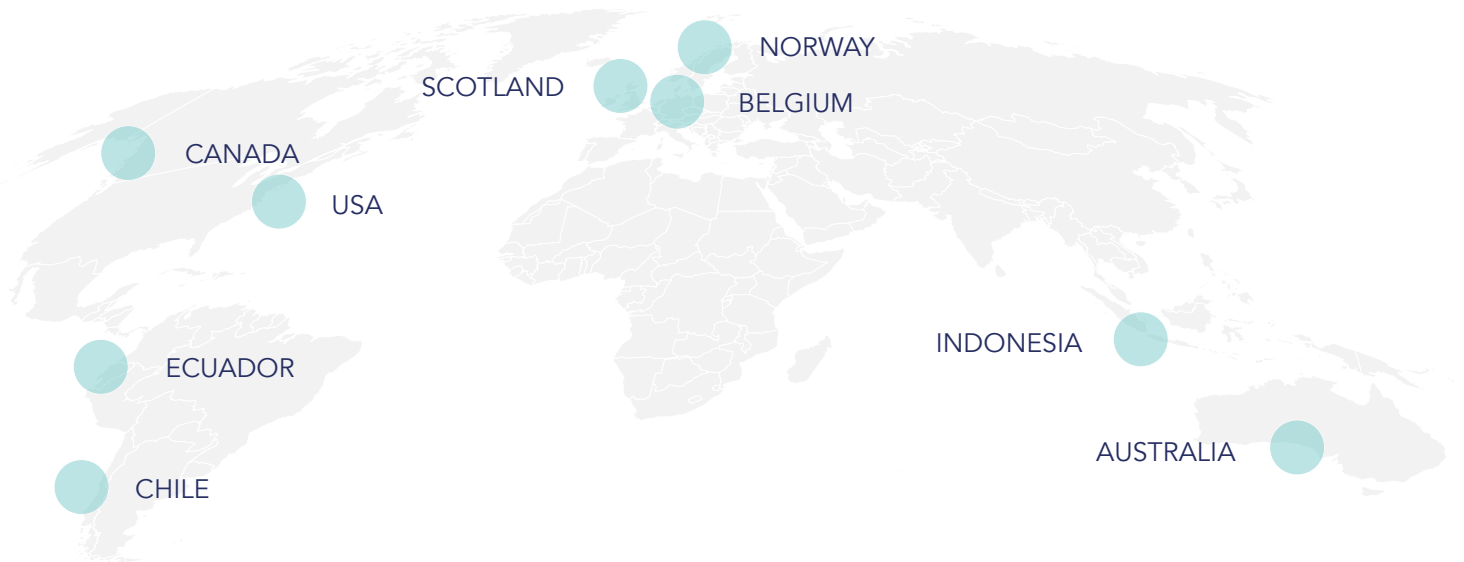 NORWAY
SCOTLAND
BELGIUM
CANADA
USA
INDONESIA
ECUADOR
AUSTRALIA
CHILE